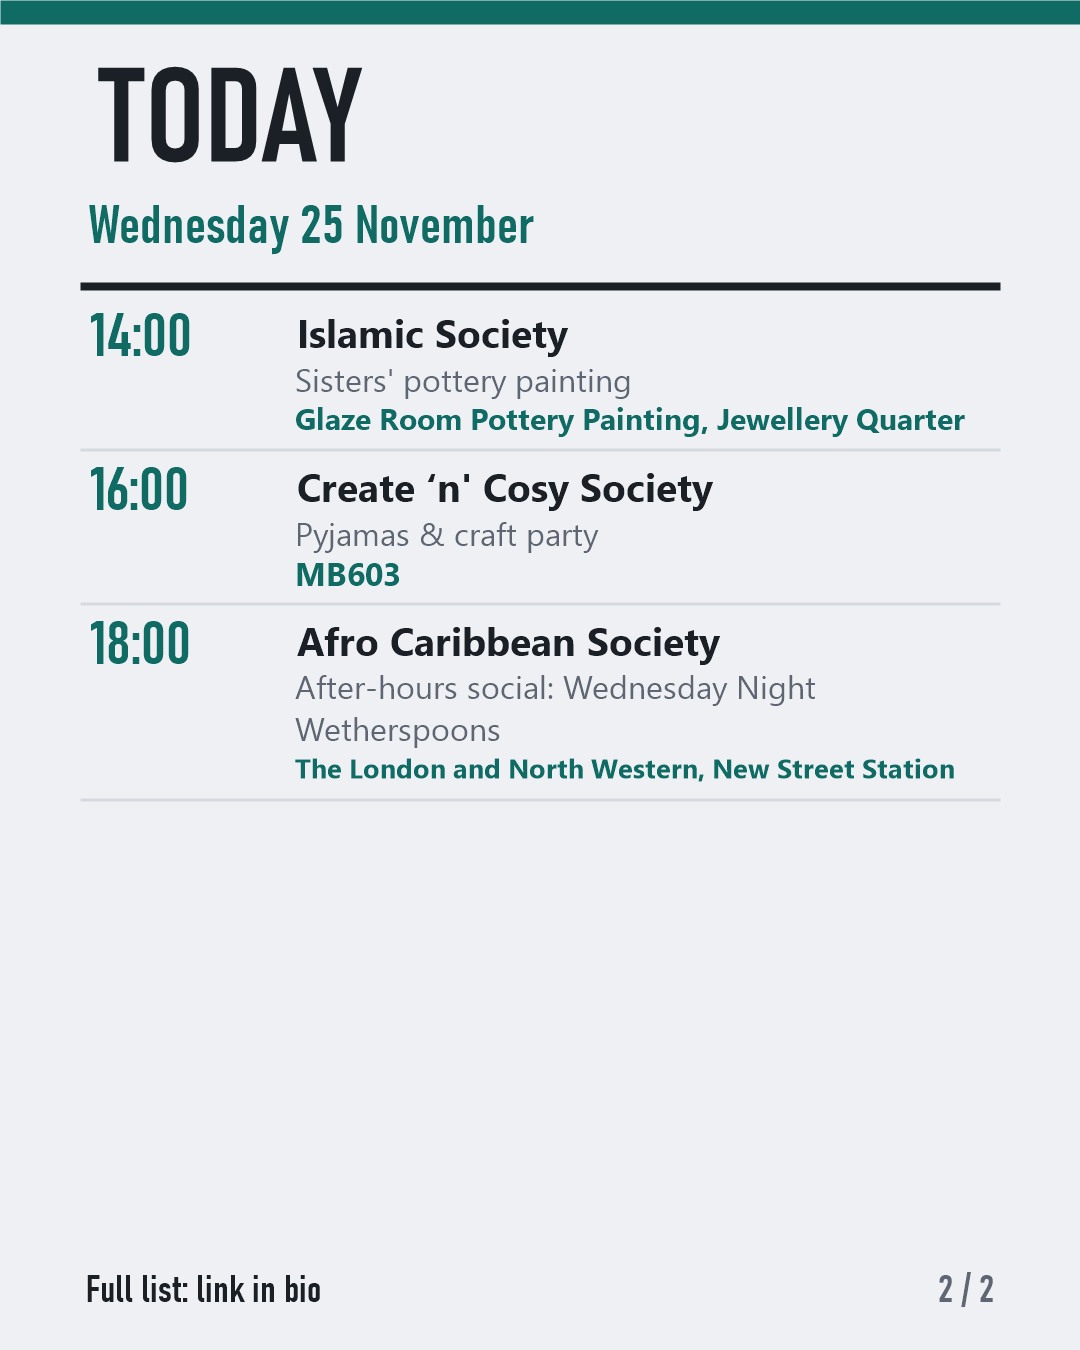 TODAY
Wednesday 25 November
14:00
Islamic Society
Sisters' pottery painting
Glaze Room Pottery Painting, Jewellery Quarter
16:00
Create ‘n' Cosy Society
Pyjamas & craft party
MB603
18:00
Afro Caribbean Society
After-hours social: Wednesday Night
Wetherspoons
The London and North Western, New Street Station
Full list: link in bio
2 / 2